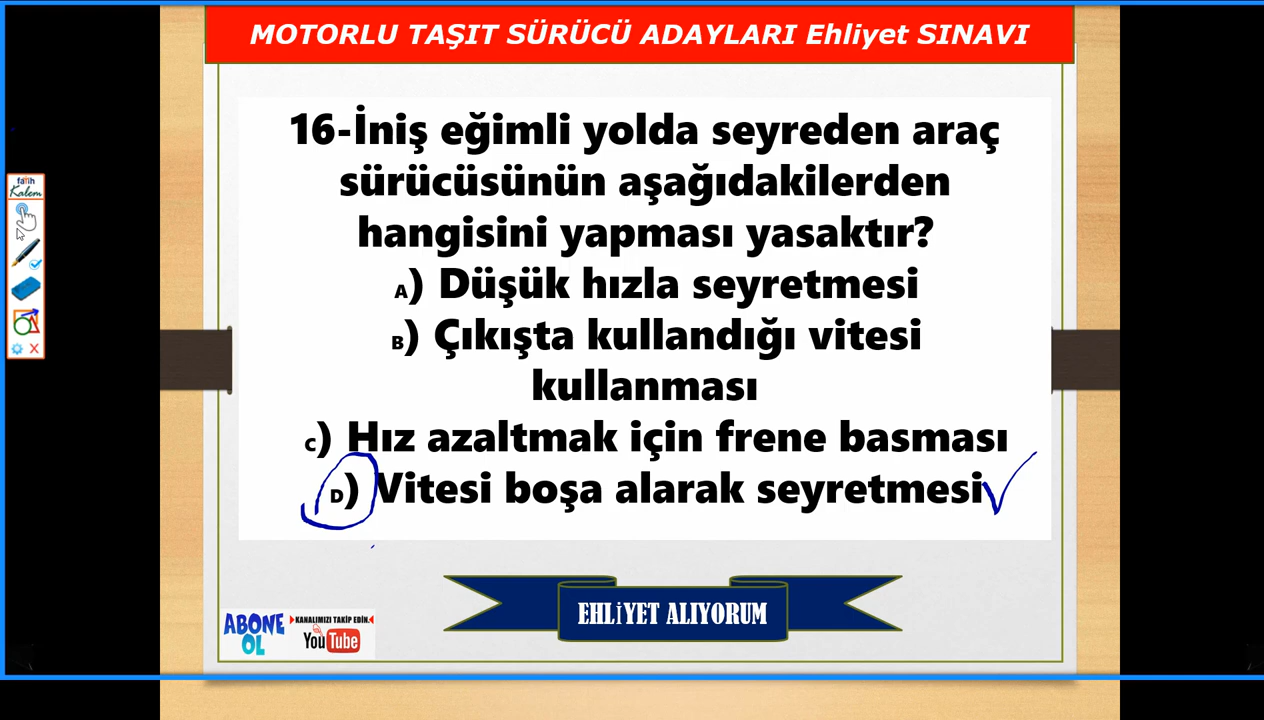 MOTORLU TAŞIT SÜRÜCÜ ADAYLARI Ehliyet SINAVI
16-İniş eğimli yolda seyreden araç
sürücüsünün aşağıdakilerden
hangisini yapması yasaktır?
A) Düşük hızla seyretmesi
B) Çıkışta kullandığı vitesi
kullanması
C) Hız azaltmak için frene basması
D) Vitesi boşa alarak seyretmesi
fatih
Kalem
EHLİYET ALIYORUM
ABONE
OL
KANALIMIZI TAKİP EDİN.
YouTube